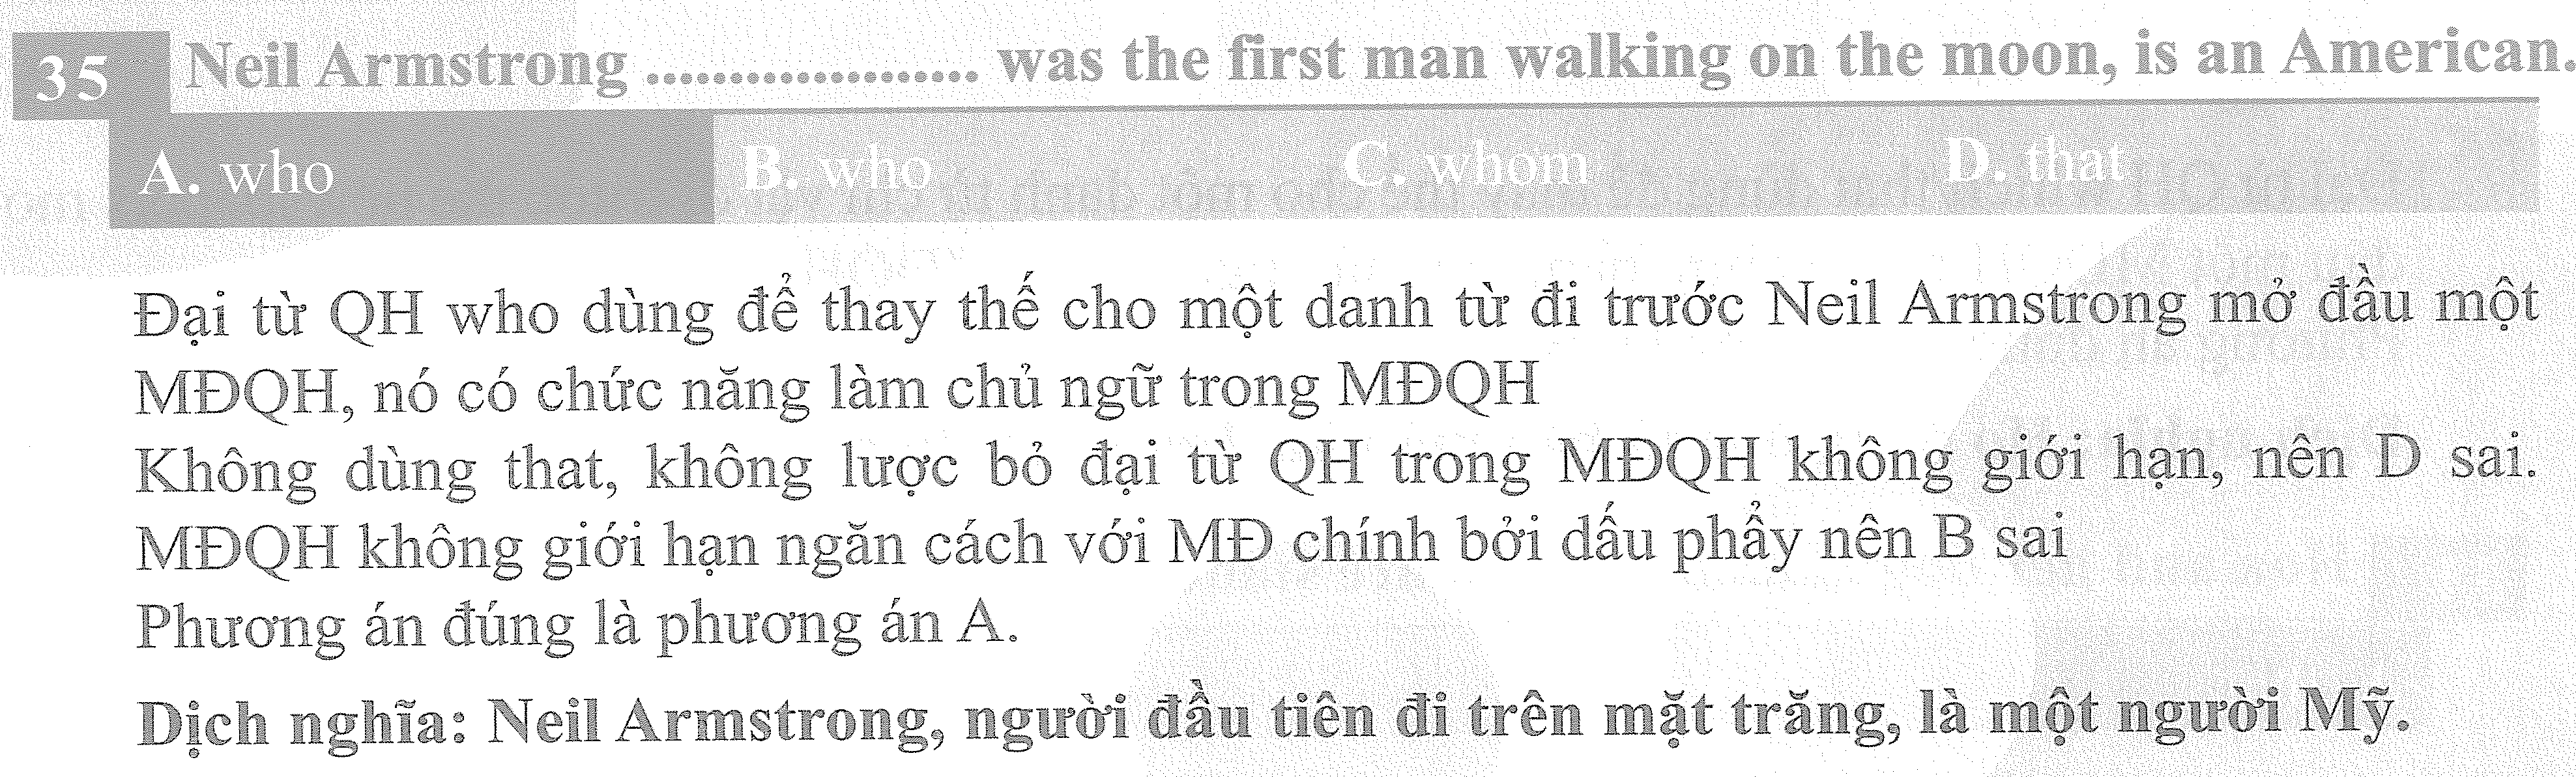 35 Neil Armstrong .................... was the first man walking on the moon, is an American.
A. who B. who C. whom D. that
Đại từ QH who dùng để thay thế cho một danh từ đi trước Neil Armstrong mở đầu một
MĐQH, nó có chức năng làm chủ ngữ trong MĐQH
Không dùng that, không lược bỏ đại từ QH trong MĐQH không giới hạn, nên D sai.
MĐQH không giới hạn ngăn cách với MĐ chính bởi dấu phẩy nên B sai
Phương án đúng là phương án A.
Dịch nghĩa: Neil Armstrong, người đầu tiên đi trên mặt trăng, là một người Mỹ.